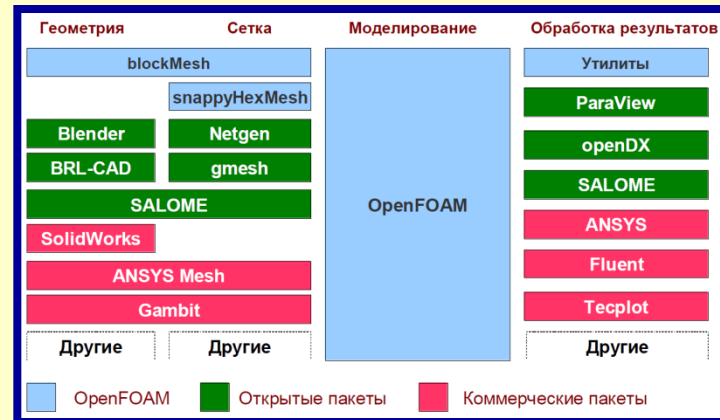 Геометрия Сетка Моделирование Обработка результатов
blockMesh Утилиты
snappyHexMesh ParaView
Blender Netgen openDX
BRL-CAD gmesh SALOME
SALOME OpenFOAM ANSYS
SolidWorks
ANSYS Mesh Fluent
Gambit Tecplot
Другие Другие Другие
OpenFOAM Открытые пакеты Коммерческие пакеты